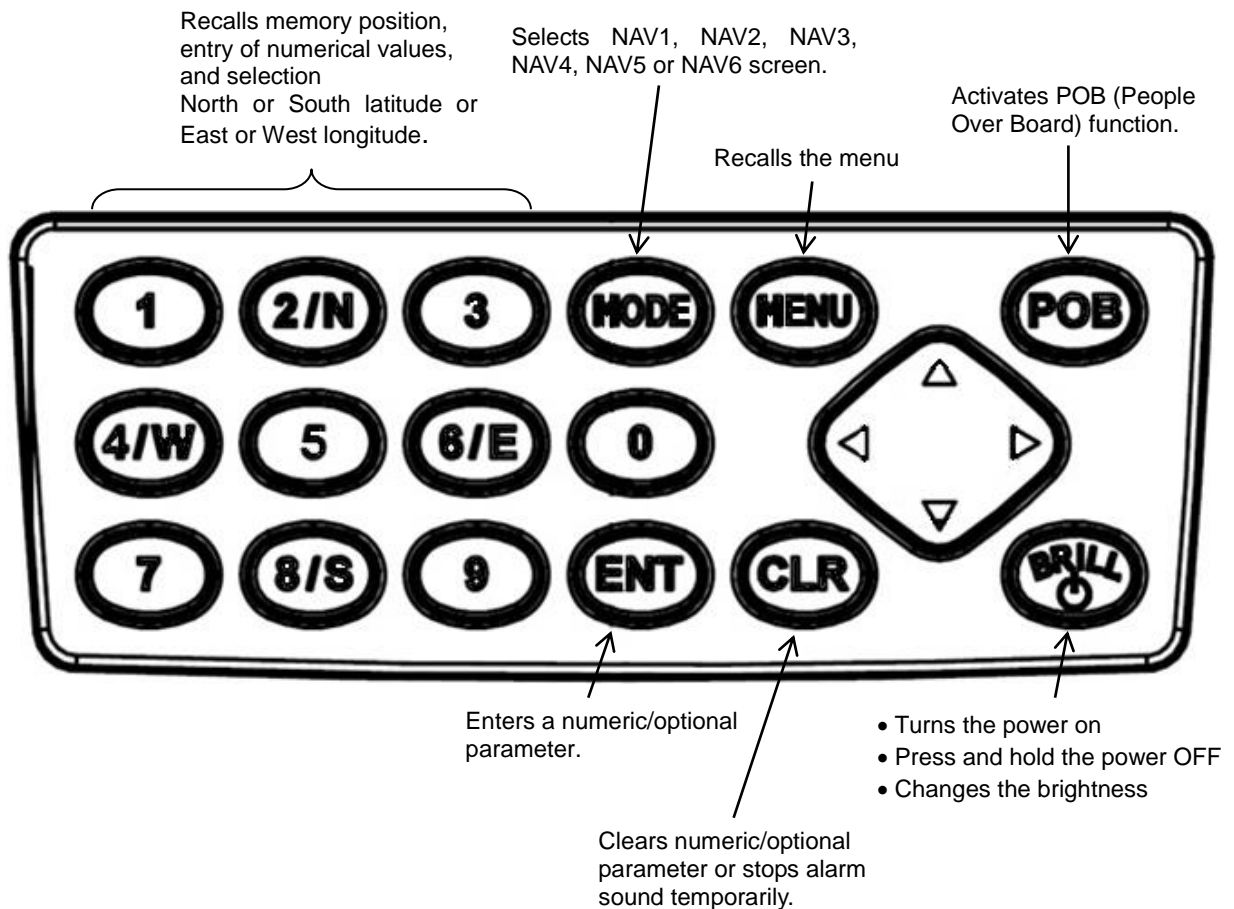 Recalls memory position,
entry of numerical values,
and selection
North or South latitude or
East or West longitude.
Selects NAV1, NAV2, NAV3,
NAV4, NAV5 or NAV6 screen.
Recalls the menu
Activates POB (People
Over Board) function.
1 2/N 3 MODE MENU POB
4/W 5 6/E 0
7 8/S 9 ENT CLR BRILL
Enters a numeric/optional
parameter.
Clears numeric/optional
parameter or stops alarm
sound temporarily.
• Turns the power on
• Press and hold the power OFF
• Changes the brightness